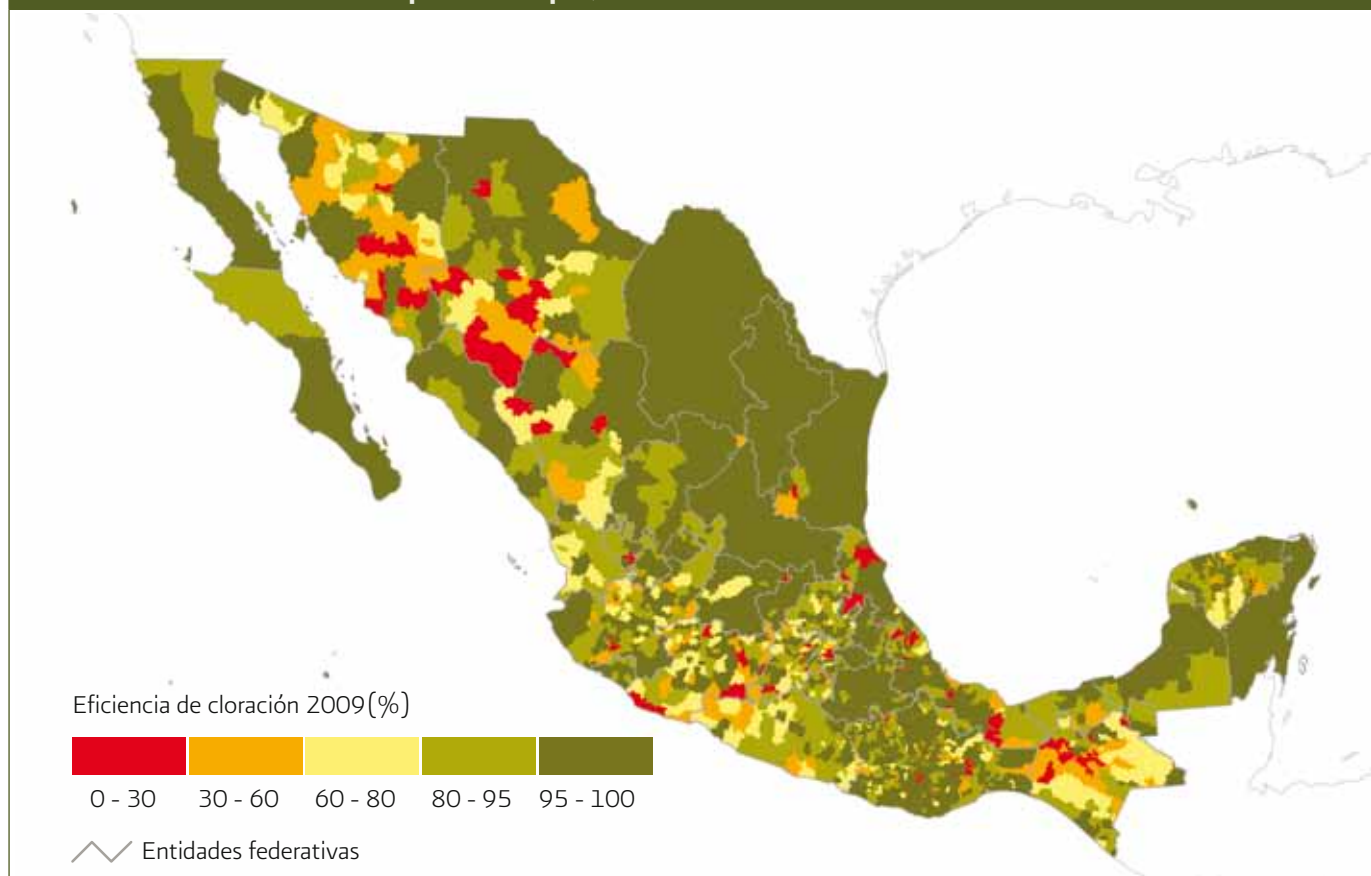 Eficiencia de cloración 2009(%)
0 - 30 30 - 60 60 - 80 80 - 95 95 - 100
Entidades federativas